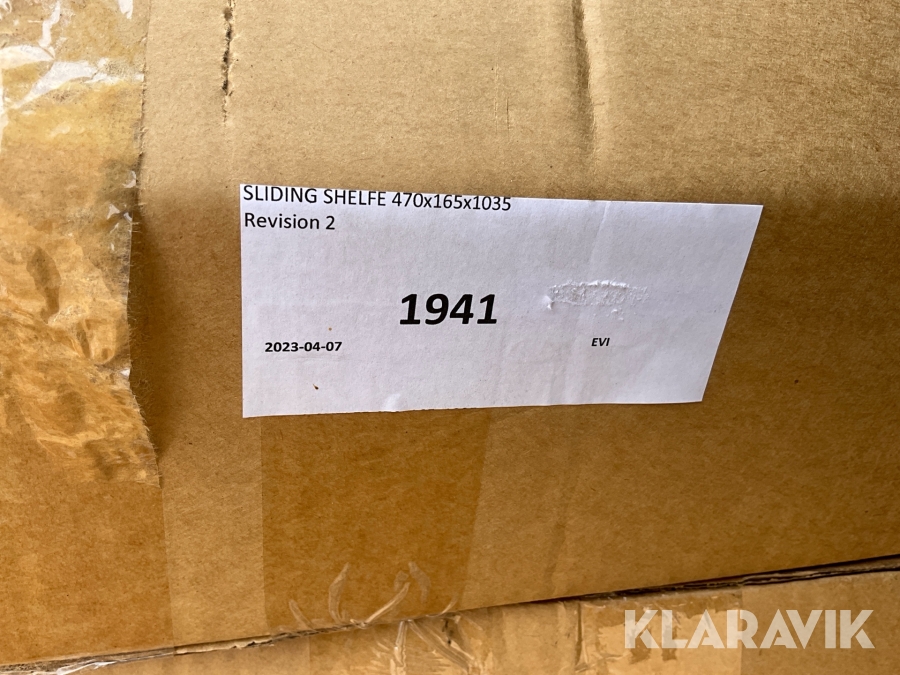 SLIDING SHELFE 470x165x1035
Revision 2
1941
2023-04-07
EVI
KLARAVIK